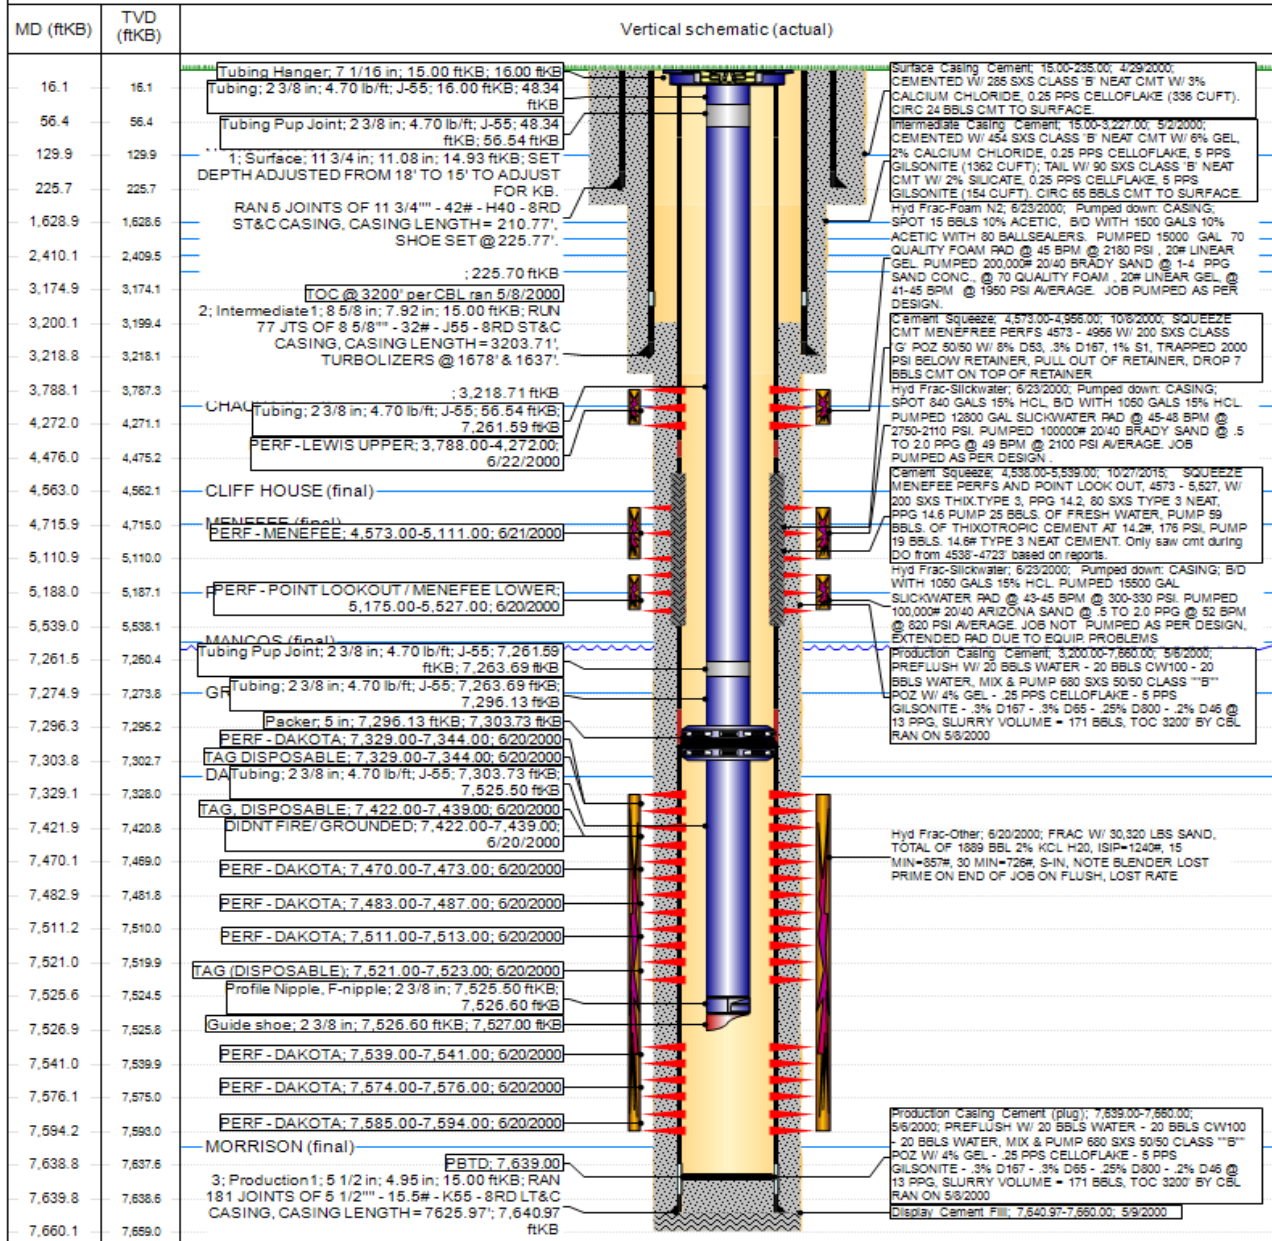 MD (ftKB)
TVD
(ftKB)
Vertical schematic (actual)
16.1
56.4
129.9
225.7
1,628.9
2,410.1
3,174.9
3,200.1
3,218.8
3,788.1
4,272.0
4,476.0
4,563.0
4,715.9
5,110.9
5,188.0
5,539.0
7,261.5
7,274.9
7,296.3
7,303.8
7,329.1
7,421.9
7,470.1
7,482.9
7,511.2
7,521.0
7,525.6
7,526.9
7,541.0
7,576.1
7,594.2
7,638.8
7,639.8
7,660.1
16.1
56.4
129.9
225.7
1,628.6
2,409.5
3,174.1
3,199.4
3,218.1
3,787.3
4,271.1
4,475.2
4,562.1
4,715.0
5,110.0
5,187.1
5,538.1
7,260.4
7,273.8
7,295.2
7,302.7
7,328.0
7,420.8
7,469.0
7,481.8
7,510.0
7,519.9
7,524.5
7,525.8
7,539.9
7,575.0
7,593.0
7,637.6
7,638.6
7,659.0
Tubing Hanger; 7 1/16 in; 15.00 ftKB; 16.00 ftKB
Tubing; 2 3/8 in; 4.70 lb/ft; J-55; 16.00 ftKB; 48.34
ftKB
Tubing Pup Joint; 2 3/8 in; 4.70 lb/ft; J-55; 48.34
ftKB; 56.54 ftKB
1; Surface; 11 3/4 in; 11.08 in; 14.93 ftKB; SET
DEPTH ADJUSTED FROM 18' TO 15' TO ADJUST
FOR KB.
RAN 5 JOINTS OF 11 3/4"" - 42# - H40 - 8RD
ST&C CASING, CASING LENGTH = 210.77',
SHOE SET @ 225.77'.
; 225.70 ftKB
TOC @ 3200' per CBL ran 5/8/2000
2; Intermediate1; 8 5/8 in; 7.92 in; 15.00 ftKB; RUN
77 JTS OF 8 5/8"" - 32# - J55 - 8RD ST&C
CASING, CASING LENGTH = 3203.71',
TURBOLIZERS @ 1678' & 1637'.
; 3,218.71 ftKB
Tubing; 2 3/8 in; 4.70 lb/ft; J-55; 56.54 ftKB;
7,261.59 ftKB
PERF - LEWIS UPPER; 3,788.00-4,272.00;
6/22/2000
CLIFF HOUSE (final)
MENEFEE (final)
PERF - MENEFEE; 4,573.00-5,111.00; 6/21/2000
PERF - POINT LOOKOUT / MENEFEE LOWER;
5,175.00-5,527.00; 6/20/2000
MANCOS (final)
Tubing Pup Joint; 2 3/8 in; 4.70 lb/ft; J-55; 7,261.59
ftKB; 7,263.69 ftKB
Tubing; 2 3/8 in; 4.70 lb/ft; J-55; 7,263.69 ftKB;
7,296.13 ftKB
Packer; 5 in; 7,296.13 ftKB; 7,303.73 ftKB
PERF - DAKOTA; 7,329.00-7,344.00; 6/20/2000
TAG DISPOSABLE; 7,329.00-7,344.00; 6/20/2000
Tubing; 2 3/8 in; 4.70 lb/ft; J-55; 7,303.73 ftKB;
7,525.50 ftKB
TAG, DISPOSABLE; 7,422.00-7,439.00; 6/20/2000
DIDNT FIRE/ GROUNDED; 7,422.00-7,439.00;
6/20/2000
PERF - DAKOTA; 7,470.00-7,473.00; 6/20/2000
PERF - DAKOTA; 7,483.00-7,487.00; 6/20/2000
PERF - DAKOTA; 7,511.00-7,513.00; 6/20/2000
TAG (DISPOSABLE); 7,521.00-7,523.00; 6/20/2000
Profile Nipple, F-nipple; 2 3/8 in; 7,525.50 ftKB;
7,526.60 ftKB
Guide shoe; 2 3/8 in; 7,526.60 ftKB; 7,527.00 ftKB
PERF - DAKOTA; 7,539.00-7,541.00; 6/20/2000
PERF - DAKOTA; 7,574.00-7,576.00; 6/20/2000
PERF - DAKOTA; 7,585.00-7,594.00; 6/20/2000
MORRISON (final)
PBTD; 7,639.00
3; Production1; 5 1/2 in; 4.95 in; 15.00 ftKB; RAN
181 JOINTS OF 5 1/2"" - 15.5# - K55 - 8RD LT&C
CASING, CASING LENGTH = 7625.97'; 7,640.97
ftKB
Surface Casing Cement; 15.00-235.00; 4/29/2000;
CEMENTED W/ 285 SXS CLASS 'B' NEAT CMT W/ 3%
CALCIUM CHLORIDE, 0.25 PPS CELLOFLAKE (336 CUFT).
CIRC 24 BBLS CMT TO SURFACE.
Intermediate Casing Cement; 15.00-3,227.00; 5/2/2000;
CEMENTED W/ 454 SXS CLASS 'B' NEAT CMT W/ 6% GEL,
2% CALCIUM CHLORIDE, 0.25 PPS CELLOFLAKE, 5 PPS
GILSONITE (1362 CUFT); TAIL W/ 90 SXS CLASS 'B' NEAT
CMT W/ 2% SILICATE, 0.25 PPS CELLFLAKE, 5 PPS
GILSONITE (154 CUFT). CIRC 65 BBLS CMT TO SURFACE.
Hyd Frac-Foam N2; 6/23/2000; Pumped down: CASING;
SPOT 15 BBLS 10% ACETIC, B/D WITH 1500 GALS 10%
ACETIC WITH 80 BALLSEALERS. PUMPED 15000 GAL 70
QUALITY FOAM PAD @ 45 BPM @ 2180 PSI , 20# LINEAR
GEL. PUMPED 200,000# 20/40 BRADY SAND @ 1-4 PPG
SAND CONC., @ 70 QUALITY FOAM , 20# LINEAR GEL, @
41-45 BPM @ 1950 PSI AVERAGE. JOB PUMPED AS PER
DESIGN.
Cement Squeeze; 4,573.00-4,956.00; 10/8/2000; SQUEEZE
CMT MENEFREE PERFS 4573 - 4956 W/ 200 SXS CLASS
'G' POZ 50/50 W/ 8% D53, .3% D167, 1% S1, TRAPPED 2000
PSI BELOW RETAINER, PULL OUT OF RETAINER, DROP 7
BBLS CMT ON TOP OF RETAINER
Hyd Frac-Slickwater; 6/23/2000; Pumped down: CASING;
SPOT 840 GALS 15% HCL, B/D WITH 1050 GALS 15% HCL.
PUMPED 12800 GAL SLICKWATER PAD @ 45-48 BPM @
2750-2110 PSI. PUMPED 100000# 20/40 BRADY SAND @ .5
TO 2.0 PPG @ 49 BPM @ 2100 PSI AVERAGE. JOB
PUMPED AS PER DESIGN .
Cement Squeeze; 4,538.00-5,539.00; 10/27/2015; SQUEEZE
MENEFEE PERFS AND POINT LOOK OUT, 4573 - 5,527, W/
200 SXS THIX.TYPE 3, PPG 14.2, 80 SXS TYPE 3 NEAT,
PPG 14.6 PUMP 25 BBLS. OF FRESH WATER, PUMP 59
BBLS. OF THIXOTROPIC CEMENT AT 14.2#, 176 PSI, PUMP
19 BBLS. 14.6# TYPE 3 NEAT CEMENT. Only saw cmt during
DO from 4538'-4723' based on reports.
Hyd Frac-Slickwater; 6/23/2000; Pumped down: CASING; B/D
WITH 1050 GALS 15% HCL. PUMPED 15500 GAL
SLICKWATER PAD @ 43-45 BPM @ 300-330 PSI. PUMPED
100,000# 20/40 ARIZONA SAND @ .5 TO 2.0 PPG @ 52 BPM
@ 820 PSI AVERAGE. JOB NOT PUMPED AS PER DESIGN,
EXTENDED PAD DUE TO EQUIP. PROBLEMS
Production Casing Cement; 3,200.00-7,660.00; 5/6/2000;
PREFLUSH W/ 20 BBLS WATER - 20 BBLS CW100 - 20
BBLS WATER, MIX & PUMP 680 SXS 50/50 CLASS ""B""
POZ W/ 4% GEL - .25 PPS CELLOFLAKE - 5 PPS
GILSONITE - .3% D167 - .3% D65 - .25% D800 - .2% D46 @
13 PPG, SLURRY VOLUME = 171 BBLS, TOC 3200' BY CBL
RAN ON 5/8/2000
Hyd Frac-Other; 6/20/2000; FRAC W/ 30,320 LBS SAND,
TOTAL OF 1889 BBL 2% KCL H20, ISIP=1240#, 15
MIN=857#, 30 MIN=726#, S-IN, NOTE BLENDER LOST
PRIME ON END OF JOB ON FLUSH, LOST RATE
Production Casing Cement (plug); 7,639.00-7,660.00;
5/6/2000; PREFLUSH W/ 20 BBLS WATER - 20 BBLS CW100
- 20 BBLS WATER, MIX & PUMP 680 SXS 50/50 CLASS ""B""
POZ W/ 4% GEL - .25 PPS CELLOFLAKE - 5 PPS
GILSONITE - .3% D167 - .3% D65 - .25% D800 - .2% D46 @
13 PPG, SLURRY VOLUME = 171 BBLS, TOC 3200' BY CBL
RAN ON 5/8/2000
Display Cement Fill; 7,640.97-7,660.00; 5/9/2000